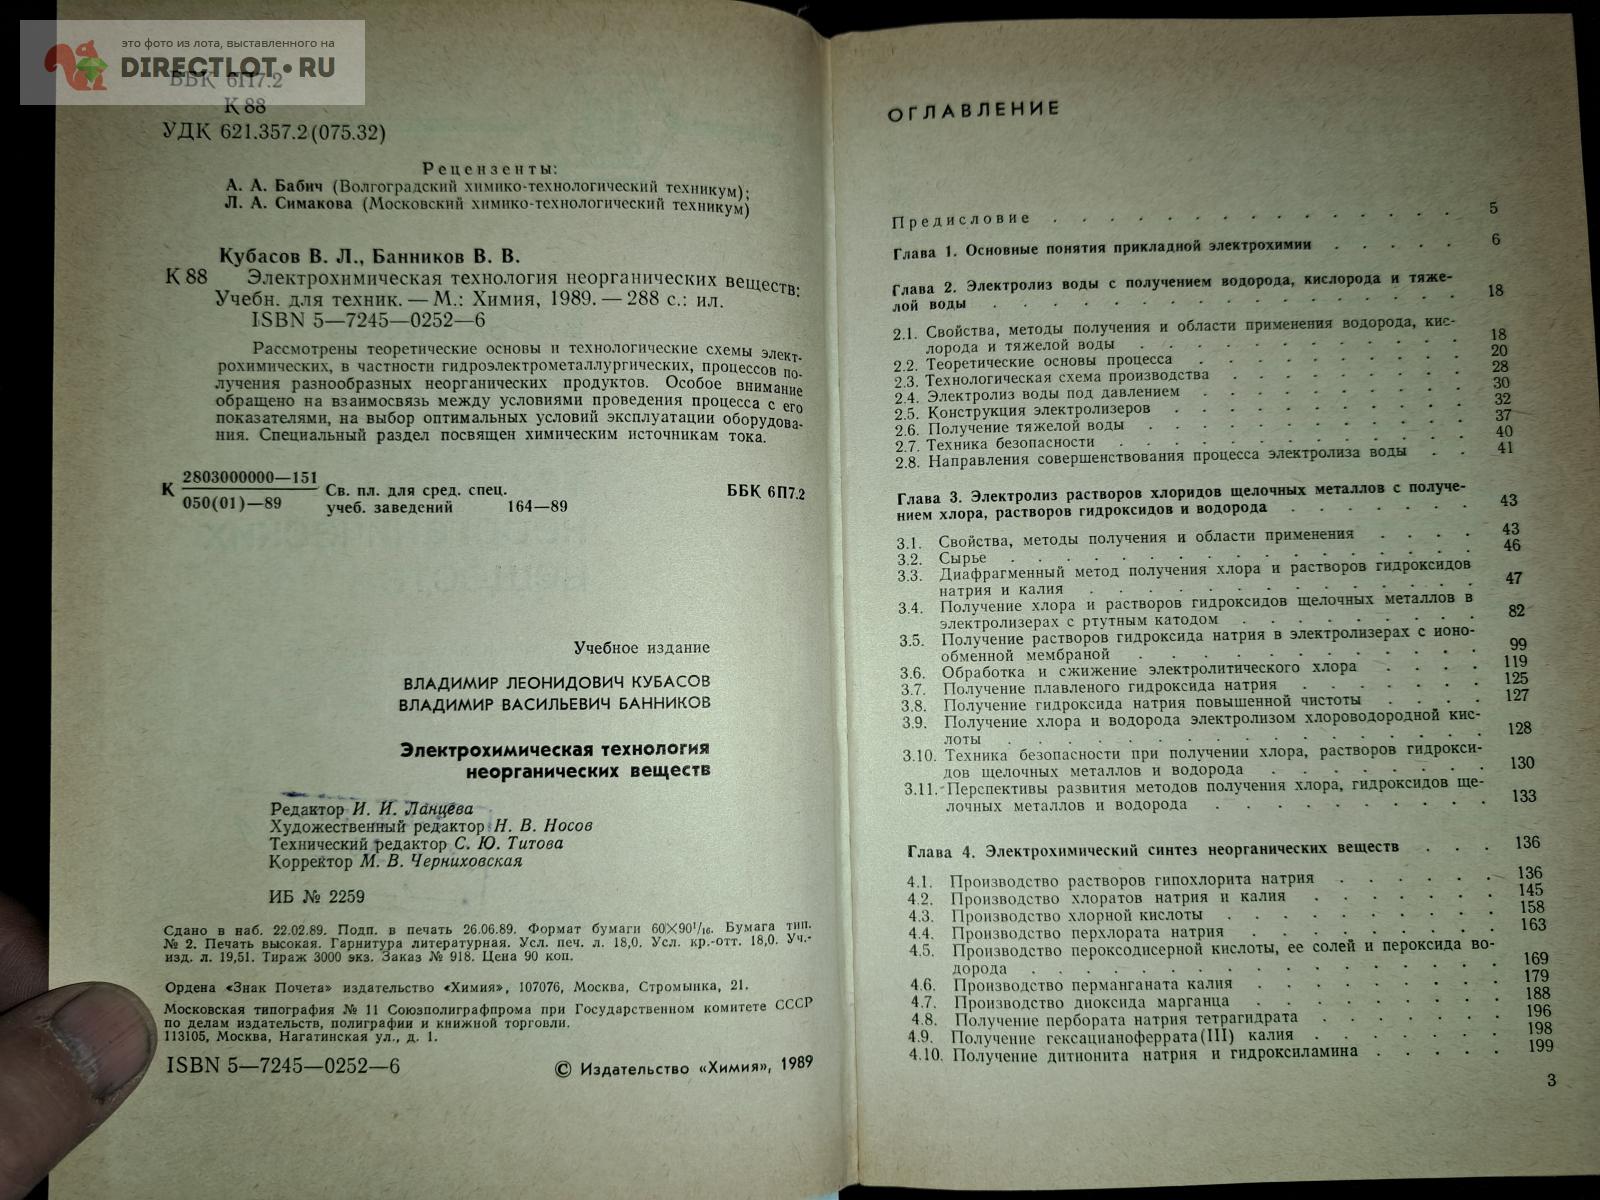 это фото из лота, выставленного на
DIRECTLOT.RU
ББК 6П7.2
К 88
УДК 621.357.2(075.32)
Рецензенты:
А. А. Бабич (Волгоградский химико-технологический техникум);
Л. А. Симакова (Московский химико-технологический техникум)
Кубасов В. Л., Банников В. В.
К 88 Электрохимическая технология неорганических веществ:
Учебн. для техник. — М.: Химия, 1989. — 288 с.: ил.
ISBN 5—7245—0252—6
Рассмотрены теоретические основы и технологические схемы элект-
рохимических, в частности гидроэлектрометаллургических, процессов по-
лучения разнообразных неорганических продуктов. Особое внимание
обращено на взаимосвязь между условиями проведения процесса с его
показателями, на выбор оптимальных условий эксплуатации оборудова-
ния. Специальный раздел посвящен химическим источникам тока.
К 2803000000—151
050(01)—89
Св. пл. для сред. спец.
учеб. заведений 164—89
ББК 6П7.2
Учебное издание
ВЛАДИМИР ЛЕОНИДОВИЧ КУБАСОВ
ВЛАДИМИР ВАСИЛЬЕВИЧ БАННИКОВ
Электрохимическая технология
неорганических веществ
Редактор И. И. Ланцева
Художественный редактор Н. В. Носов
Технический редактор С. Ю. Титова
Корректор М. В. Черниховская
ИБ № 2259
Сдано в наб. 22.02.89. Подп. в печать 26.06.89. Формат бумаги 60×90¹/₁₆. Бумага тип.
№ 2. Печать высокая. Гарнитура литературная. Усл. печ. л. 18,0. Усл. кр.-отт. 18,0. Уч.-
изд. л. 19,51. Тираж 3000 экз. Заказ № 918. Цена 90 коп.
Ордена «Знак Почета» издательство «Химия», 107076, Москва, Стромынка, 21.
Московская типография № 11 Союзполиграфпрома при Государственном комитете СССР
по делам издательств, полиграфии и книжной торговли.
113105, Москва, Нагатинская ул., д. 1.
ISBN 5—7245—0252—6
© Издательство «Химия», 1989
ОГЛАВЛЕНИЕ
Предисловие . . . . . . . . . . . . . . 5
Глава 1. Основные понятия прикладной электрохимии . . . . . 6
Глава 2. Электролиз воды с получением водорода, кислорода и тяже-
лой воды . . . . . . . . . . . . . . . 18
2.1. Свойства, методы получения и области применения водорода, кис-
лорода и тяжелой воды . . . . . . . . . . . 18
2.2. Теоретические основы процесса . . . . . . . . . 20
2.3. Технологическая схема производства . . . . . . . . 28
2.4. Электролиз воды под давлением . . . . . . . . . 30
2.5. Конструкция электролизеров . . . . . . . . . . 32
2.6. Получение тяжелой воды . . . . . . . . . . . 37
2.7. Техника безопасности . . . . . . . . . . . . 40
2.8. Направления совершенствования процесса электролиза воды . . 41
Глава 3. Электролиз растворов хлоридов щелочных металлов с получе-
нием хлора, растворов гидроксидов и водорода . . . . . . . 43
3.1. Свойства, методы получения и области применения . . . . 43
3.2. Сырье . . . . . . . . . . . . . . . 46
3.3. Диафрагменный метод получения хлора и растворов гидроксидов
натрия и калия . . . . . . . . . . . . . 47
3.4. Получение хлора и растворов гидроксидов щелочных металлов в
электролизерах с ртутным катодом . . . . . . . . 82
3.5. Получение растворов гидроксида натрия в электролизерах с ионо-
обменной мембраной . . . . . . . . . . . 99
3.6. Обработка и сжижение электролитического хлора . . . . 119
3.7. Получение плавленого гидроксида натрия . . . . . . 125
3.8. Получение гидроксида натрия повышенной чистоты . . . . 127
3.9. Получение хлора и водорода электролизом хлороводородной кис-
лоты . . . . . . . . . . . . . . . 128
3.10. Техника безопасности при получении хлора, растворов гидрокси-
дов щелочных металлов и водорода . . . . . . . 130
3.11. Перспективы развития методов получения хлора, гидроксидов ще-
лочных металлов и водорода . . . . . . . . . 133
Глава 4. Электрохимический синтез неорганических веществ . . . 136
4.1. Производство растворов гипохлорита натрия . . . . . 136
4.2. Производство хлоратов натрия и калия . . . . . . 145
4.3. Производство хлорной кислоты . . . . . . . . . 158
4.4. Производство перхлората натрия . . . . . . . . 163
4.5. Производство пероксодисерной кислоты, ее солей и пероксида во-
дорода . . . . . . . . . . . . . . . 169
4.6. Производство перманганата калия . . . . . . . . 179
4.7. Производство диоксида марганца . . . . . . . . 188
4.8. Получение пербората натрия тетрагидрата . . . . . . 196
4.9. Получение гексацианоферрата(III) калия . . . . . . 198
4.10. Получение дитионита натрия и гидроксиламина . . . . . 199
3